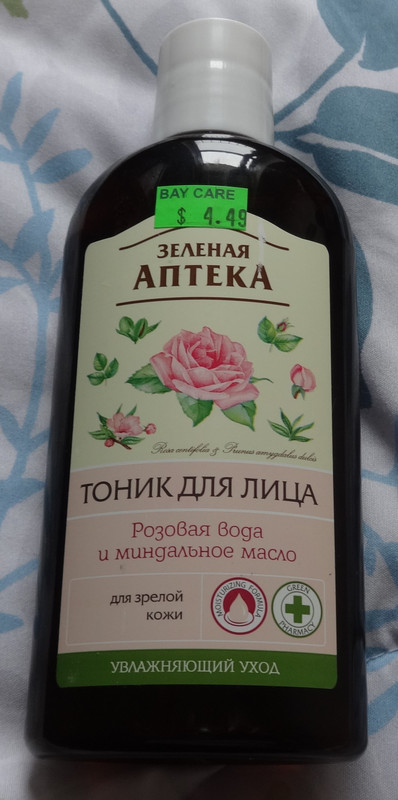 BAY CARE
$ 4.49
ЗЕЛЕНАЯ
АПТЕКА
Rosa centifolia & Prunus amygdalus dulcis
ТОНИК ДЛЯ ЛИЦА
Розовая вода
и миндальное масло
для зрелой
кожи
MOISTURIZING FORMULA
GREEN
PHARMACY
УВЛАЖНЯЮЩИЙ УХОД